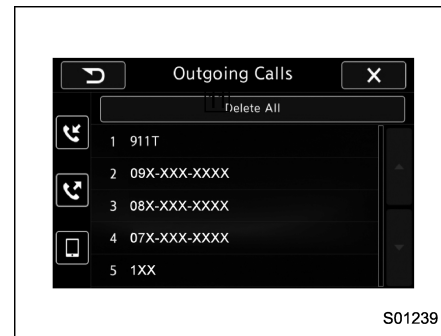 Outgoing Calls
Delete All
1 911T
2 09X-XXX-XXXX
3 08X-XXX-XXXX
4 07X-XXX-XXXX
5 1XX
S01239